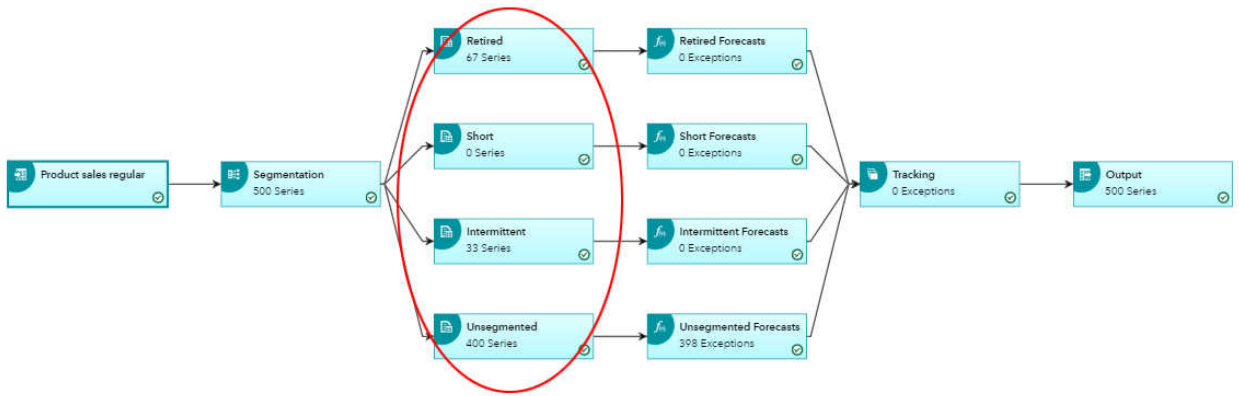 Product sales regular
Segmentation
500 Series
Retired
67 Series
Short
0 Series
Intermittent
33 Series
Unsegmented
400 Series
Retired Forecasts
0 Exceptions
Short Forecasts
0 Exceptions
Intermittent Forecasts
0 Exceptions
Unsegmented Forecasts
398 Exceptions
Tracking
0 Exceptions
Output
500 Series